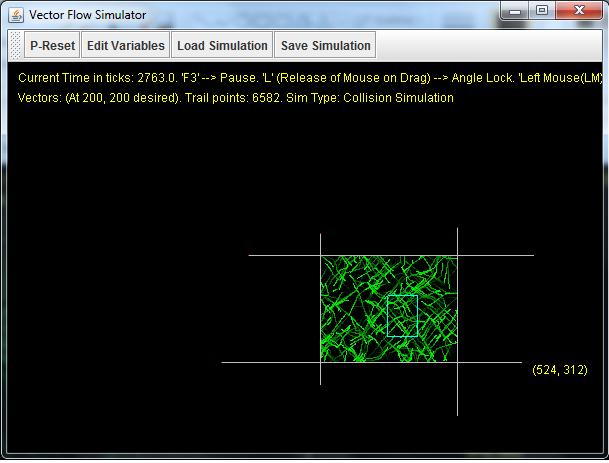 Vector Flow Simulator
P-Reset Edit Variables Load Simulation Save Simulation
Current Time in ticks: 2763.0. 'F3' --> Pause. 'L' (Release of Mouse on Drag) --> Angle Lock. 'Left Mouse(LM)
Vectors: (At 200, 200 desired). Trail points: 6582. Sim Type: Collision Simulation
(524, 312)